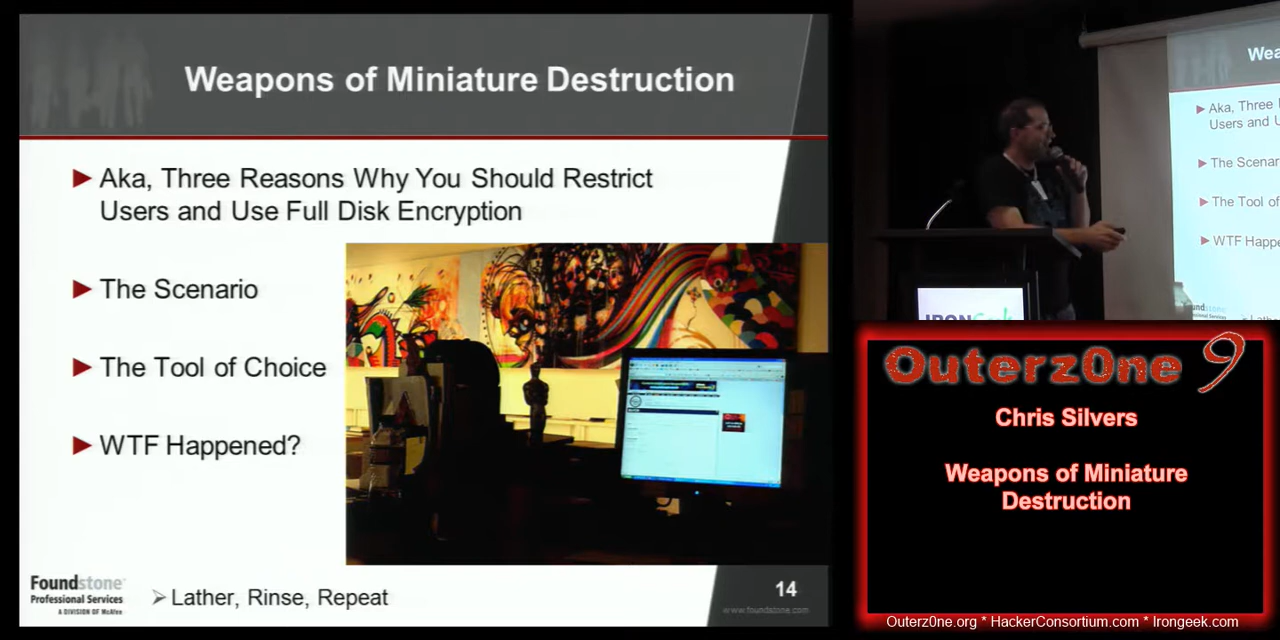 Weapons of Miniature Destruction
Aka, Three Reasons Why You Should Restrict
Users and Use Full Disk Encryption
The Scenario
The Tool of Choice
WTF Happened?
Foundstone
Professional Services
A DIVISION OF McAfee
Lather, Rinse, Repeat
14
www.foundstone.com
Wea
Aka, Three
Users and U
The Scenar
The Tool of
WTF Happe
Outerz0ne 9
Chris Silvers
Weapons of Miniature
Destruction
Outerz0ne.org * HackerConsortium.com * Irongeek.com